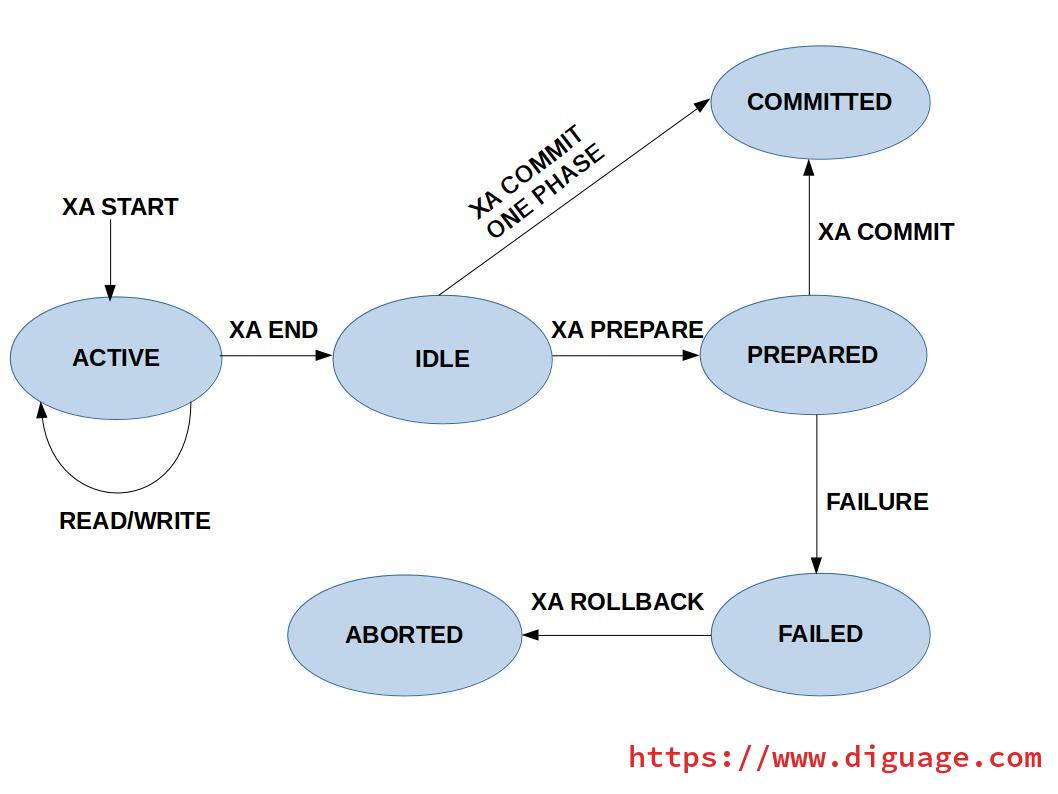 COMMITTED
XA COMMIT
ONE PHASE
XA START
XA COMMIT
XA END
XA PREPARE
ACTIVE
IDLE
PREPARED
READ/WRITE
FAILURE
XA ROLLBACK
ABORTED
FAILED
https://www.diguage.com